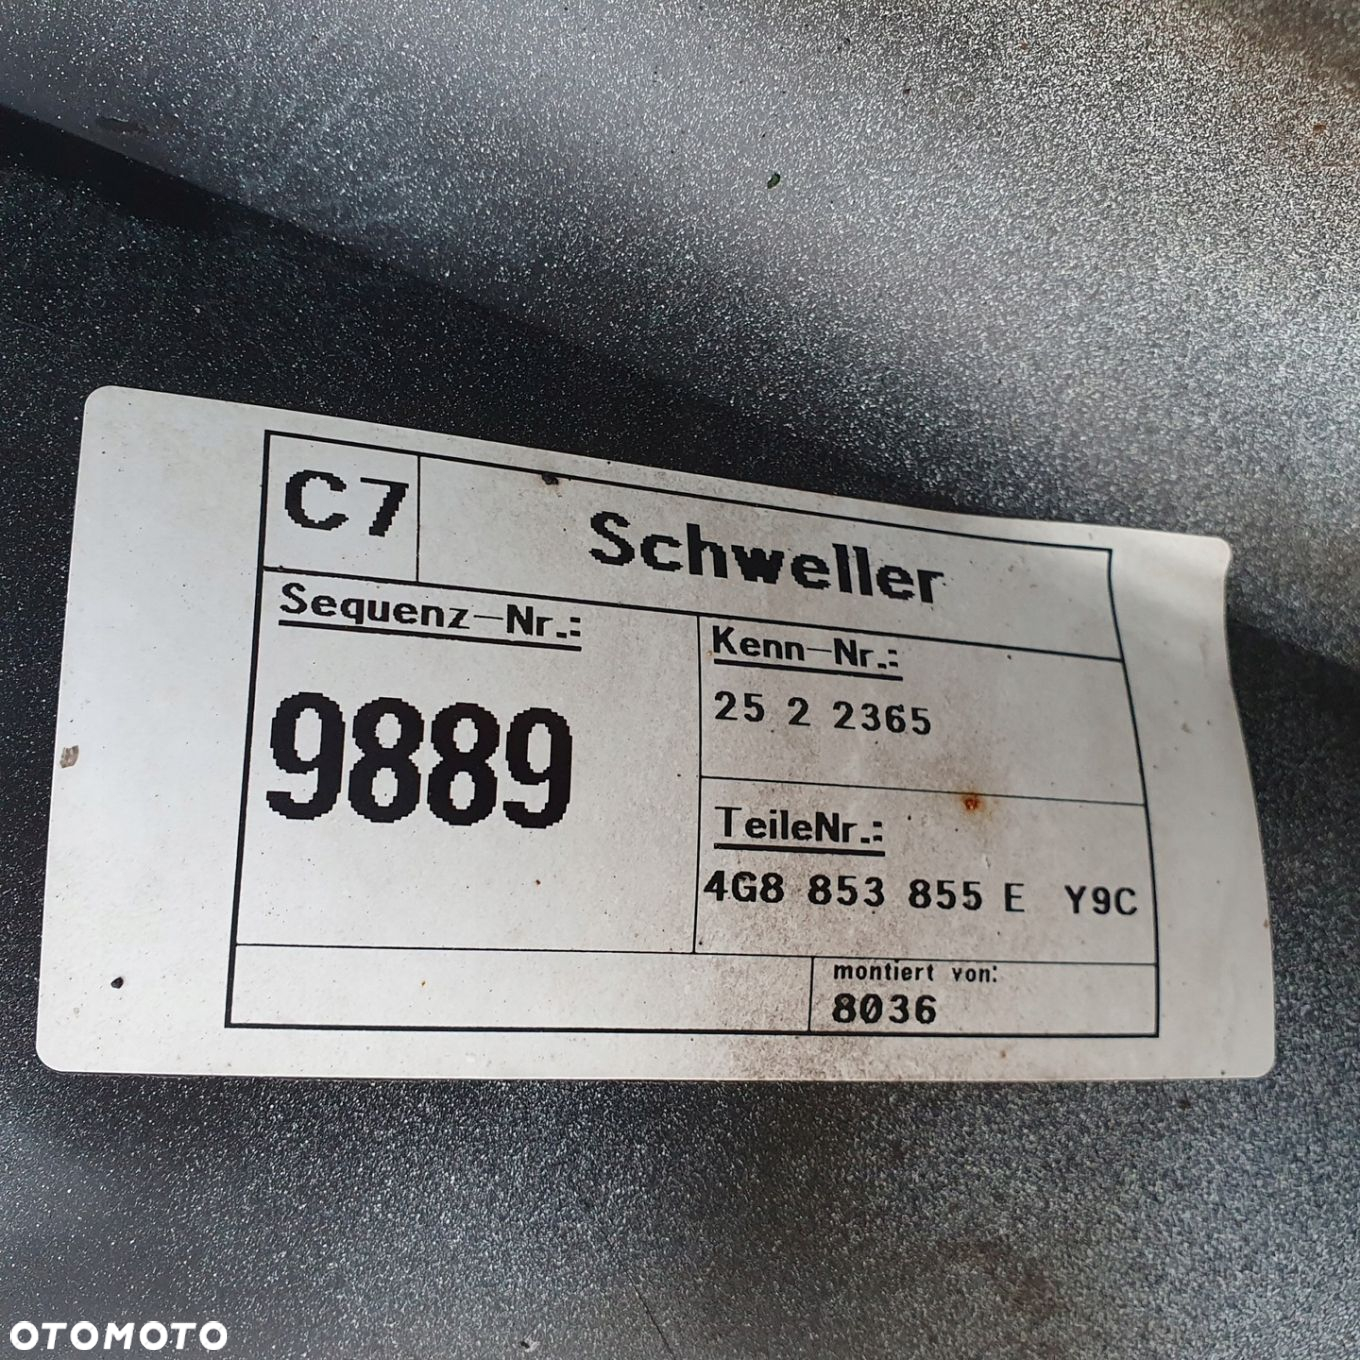 C7 Schweller
Sequenz-Nr.:
9889
Kenn-Nr.:
25 2 2365
TeileNr.:
4G8 853 855 E Y9C
montiert von:
8036
OTOMOTO